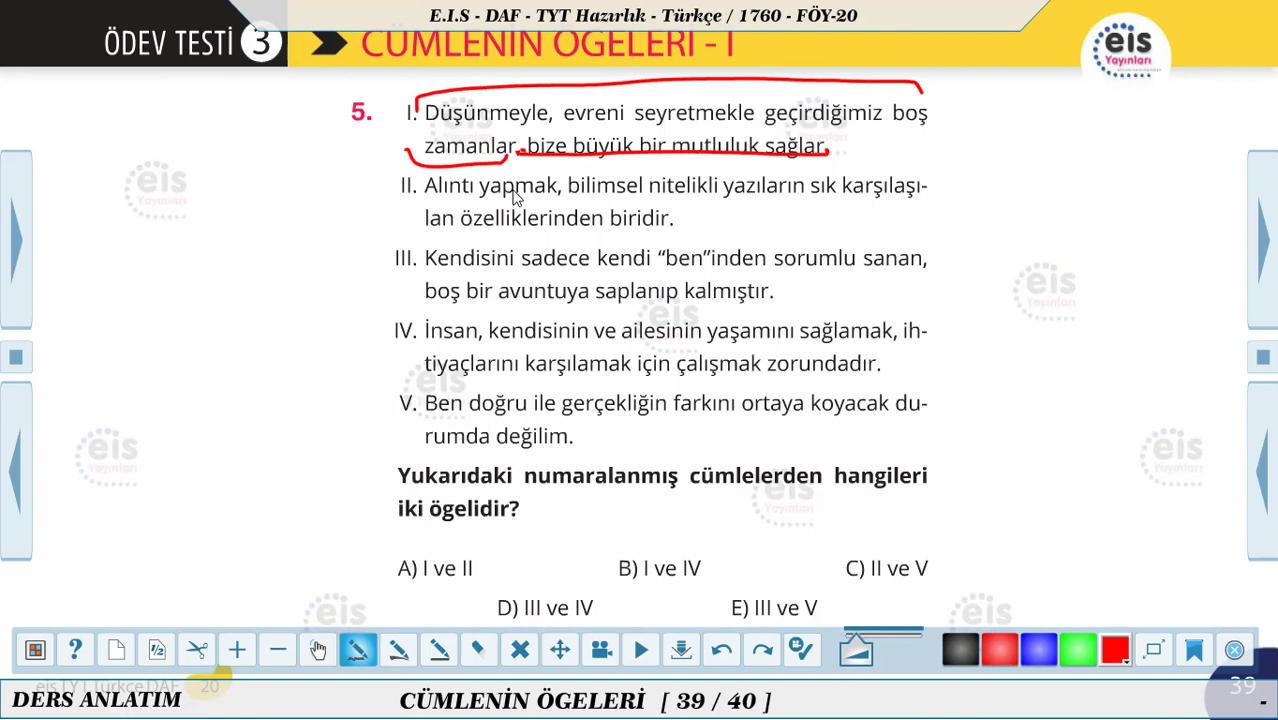 E.I.S - DAF - TYT Hazırlık - Türkçe / 1760 - FÖY-20
ÖDEV TESTİ 3 CÜMLENİN ÖGELERİ - I
eis
Yayınları
5. I. Düşünmeyle, evreni seyretmekle geçirdiğimiz boş
zamanlar, bize büyük bir mutluluk sağlar.
II. Alıntı yapmak, bilimsel nitelikli yazıların sık karşılaşı-
lan özelliklerinden biridir.
III. Kendisini sadece kendi “ben”inden sorumlu sanan,
boş bir avuntuya saplanıp kalmıştır.
IV. İnsan, kendisinin ve ailesinin yaşamını sağlamak, ih-
tiyaçlarını karşılamak için çalışmak zorundadır.
V. Ben doğru ile gerçekliğin farkını ortaya koyacak du-
rumda değilim.
Yukarıdaki numaralanmış cümlelerden hangileri
iki ögelidir?
A) I ve II B) I ve IV C) II ve V
D) III ve IV E) III ve V
eis TYT Türkçe DAF 20
39
DERS ANLATIM CÜMLENİN ÖGELERİ [ 39 / 40 ] -